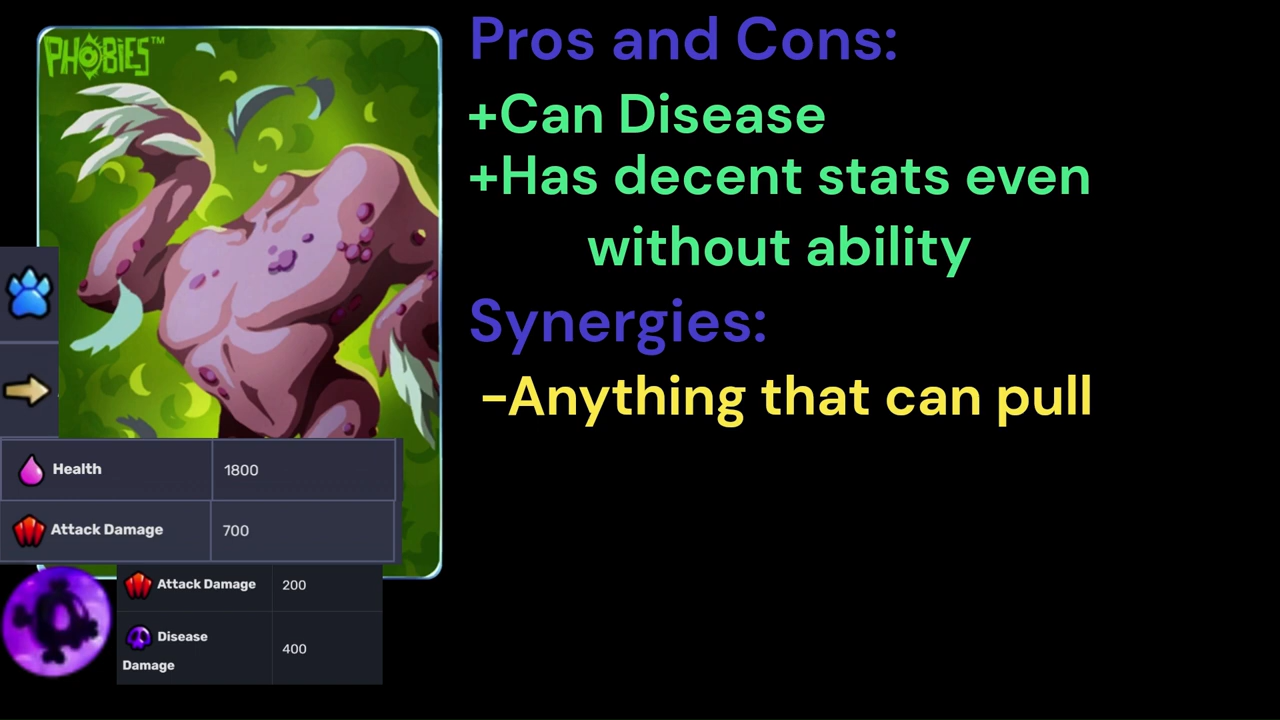 PHOBIES™
Pros and Cons:
+Can Disease
+Has decent stats even
without ability
Synergies:
-Anything that can pull
Health 1800
Attack Damage 700
Attack Damage 200
Disease
Damage 400